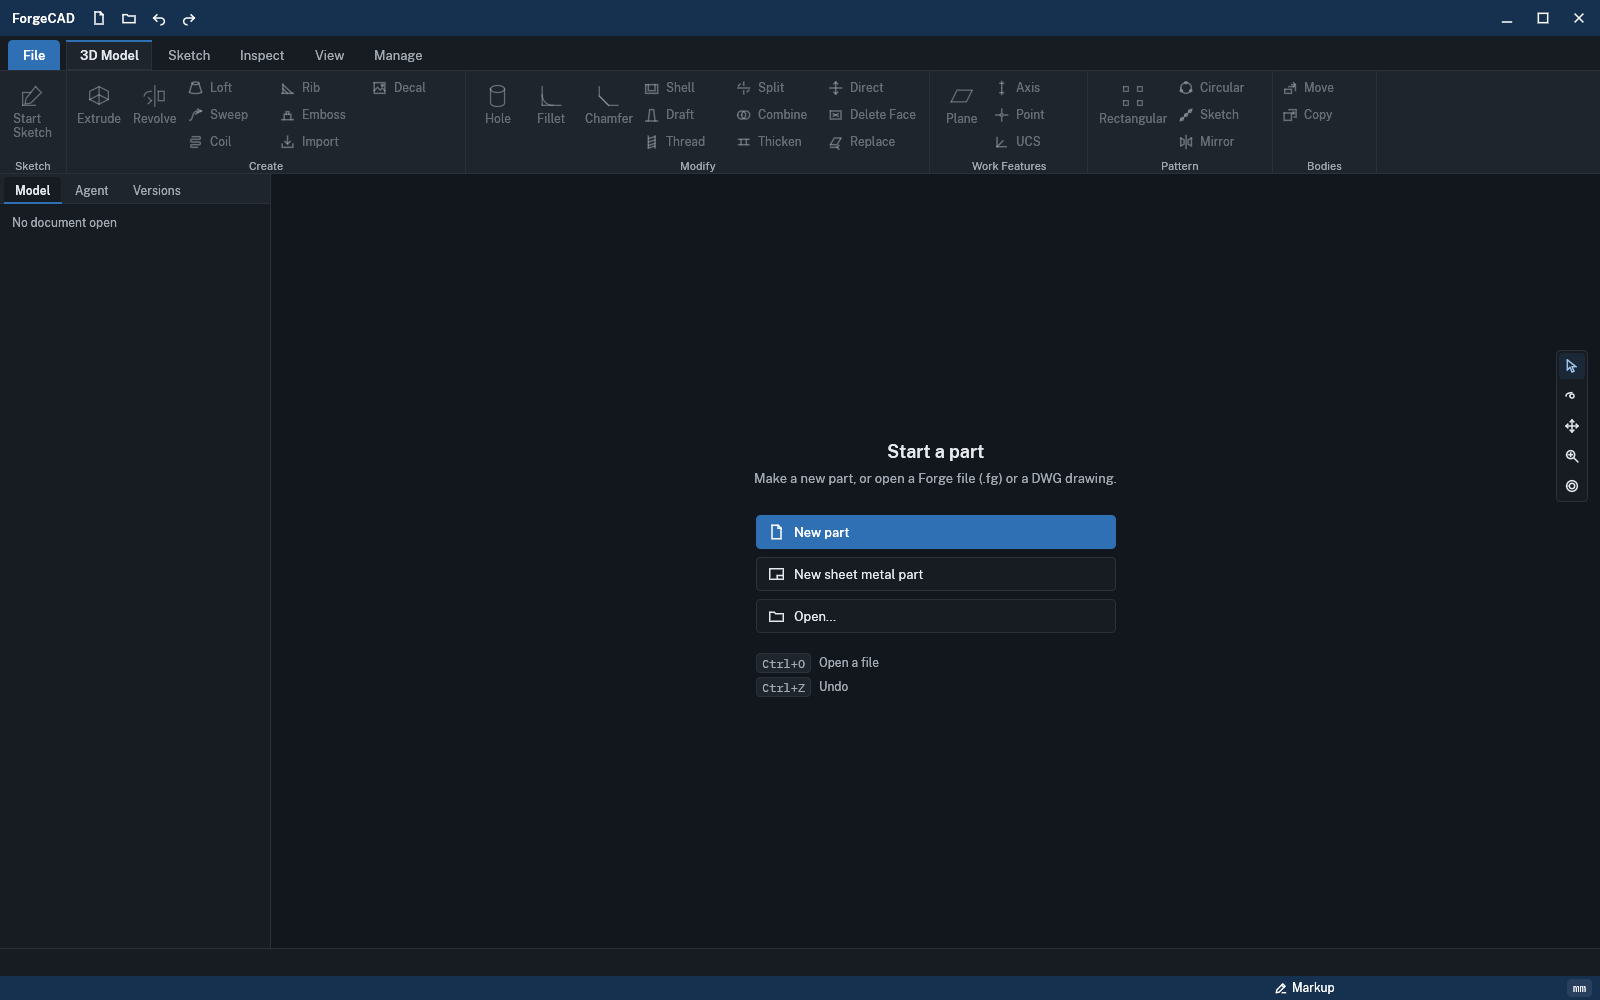 ForgeCAD
File
3D Model
Sketch
Inspect
View
Manage
Start
Sketch
Sketch
Extrude
Revolve
Loft
Sweep
Coil
Rib
Emboss
Import
Decal
Create
Hole
Fillet
Chamfer
Shell
Draft
Thread
Split
Combine
Thicken
Direct
Delete Face
Replace
Modify
Plane
Axis
Point
UCS
Work Features
Rectangular
Circular
Sketch
Mirror
Pattern
Move
Copy
Bodies
Model
Agent
Versions
No document open
Start a part
Make a new part, or open a Forge file (.fg) or a DWG drawing.
New part
New sheet metal part
Open...
Ctrl+O Open a file
Ctrl+Z Undo
Markup
mm